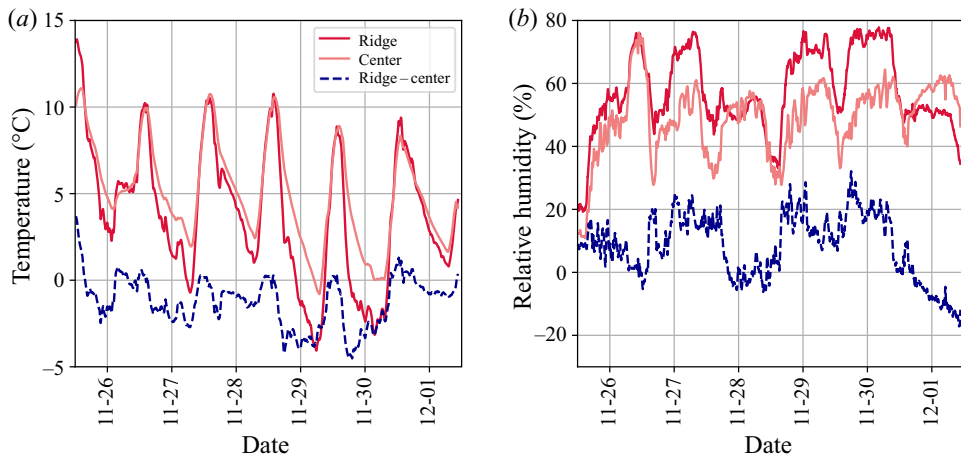 (a)
15
10
5
0
−5
Temperature (°C)
Ridge
Center
Ridge – center
11-26
11-27
11-28
11-29
11-30
12-01
Date
(b)
80
60
40
20
0
−20
Relative humidity (%)
11-26
11-27
11-28
11-29
11-30
12-01
Date